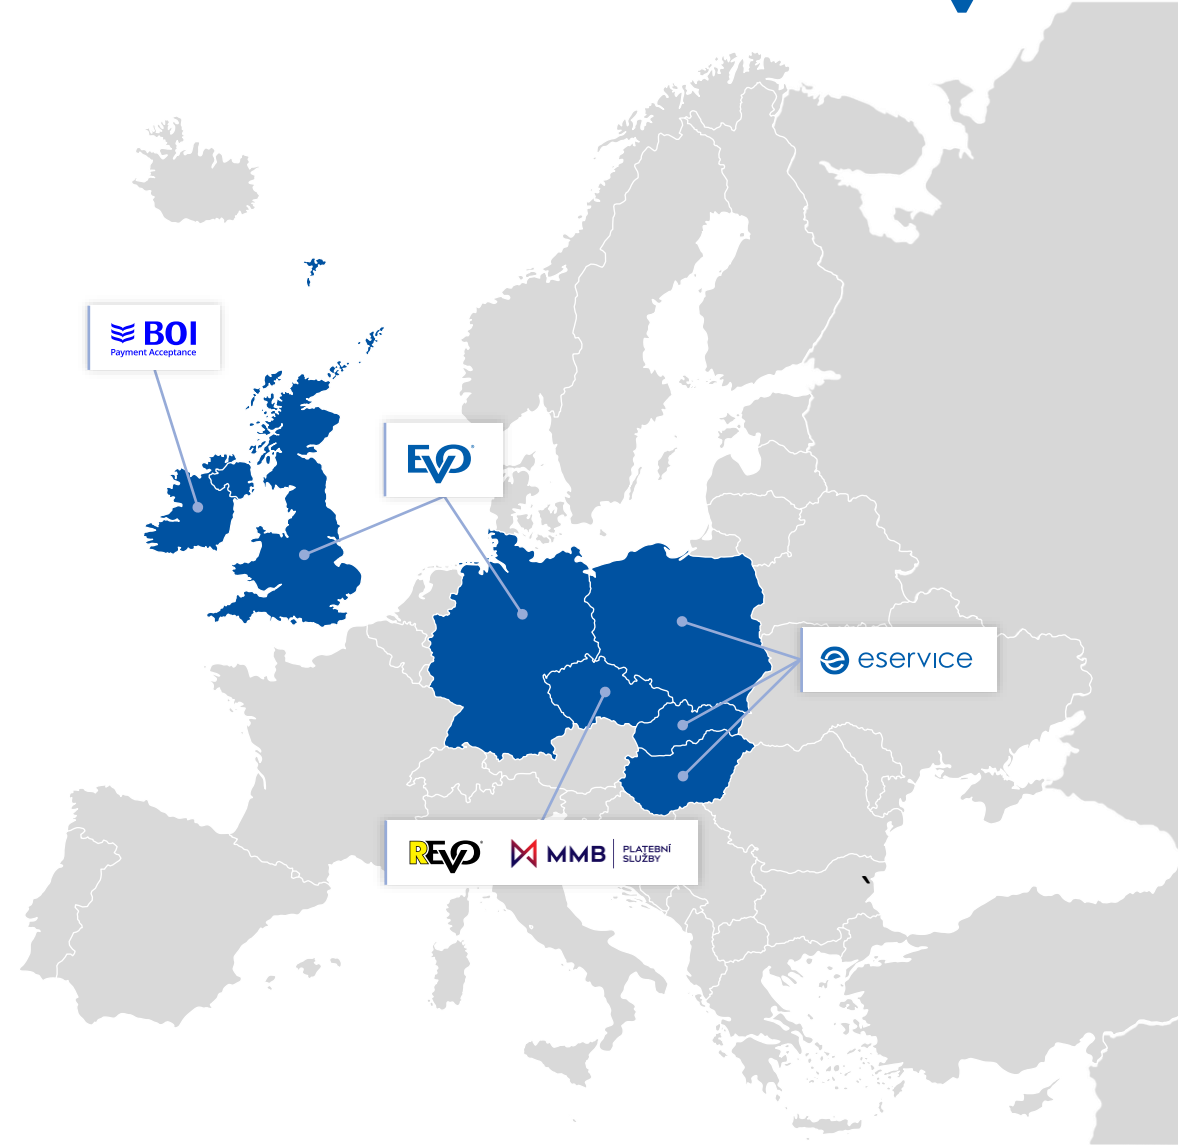 BOI
Payment Acceptance
EVO®
eservice
REVO®
MMB
PLATEBNÍ
SLUŽBY